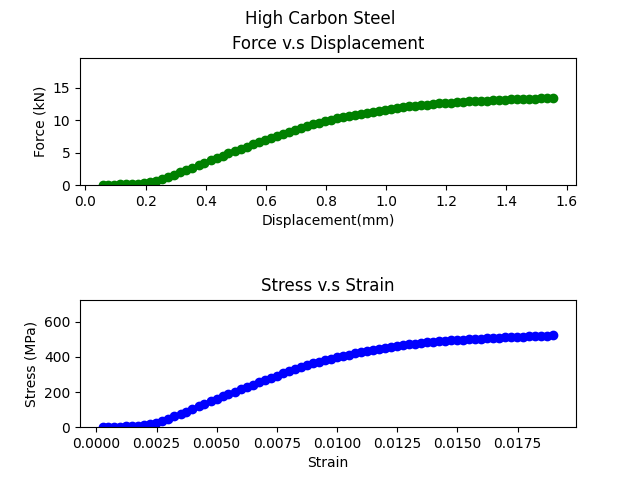 High Carbon Steel
Force v.s Displacement
15
10
5
0
Force (kN)
0.0 0.2 0.4 0.6 0.8 1.0 1.2 1.4 1.6
Displacement(mm)
Stress v.s Strain
600
400
200
0
Stress (MPa)
0.0000 0.0025 0.0050 0.0075 0.0100 0.0125 0.0150 0.0175
Strain